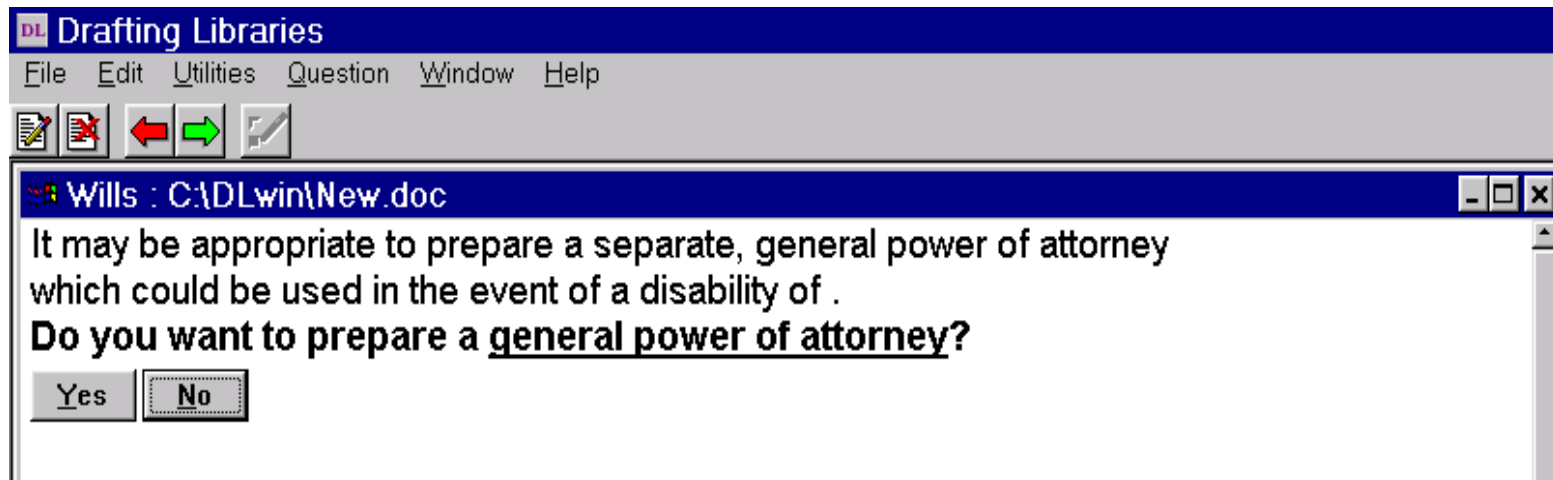 DL Drafting Libraries
File Edit Utilities Question Window Help
Wills : C:\DLwin\New.doc
It may be appropriate to prepare a separate, general power of attorney
which could be used in the event of a disability of .
Do you want to prepare a general power of attorney?
Yes No